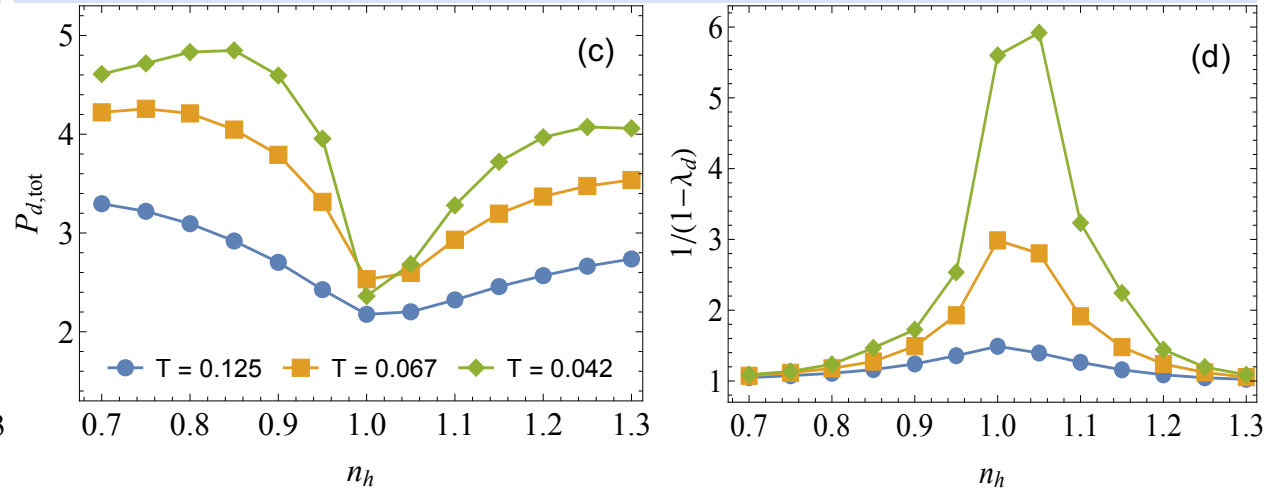 (c)
5
4
3
2
P_{d,tot}
T = 0.125 T = 0.067 T = 0.042
3 0.7 0.8 0.9 1.0 1.1 1.2 1.3
n_h
(d)
6
5
4
3
2
1
1/(1−λ_d)
0.7 0.8 0.9 1.0 1.1 1.2 1.3
n_h